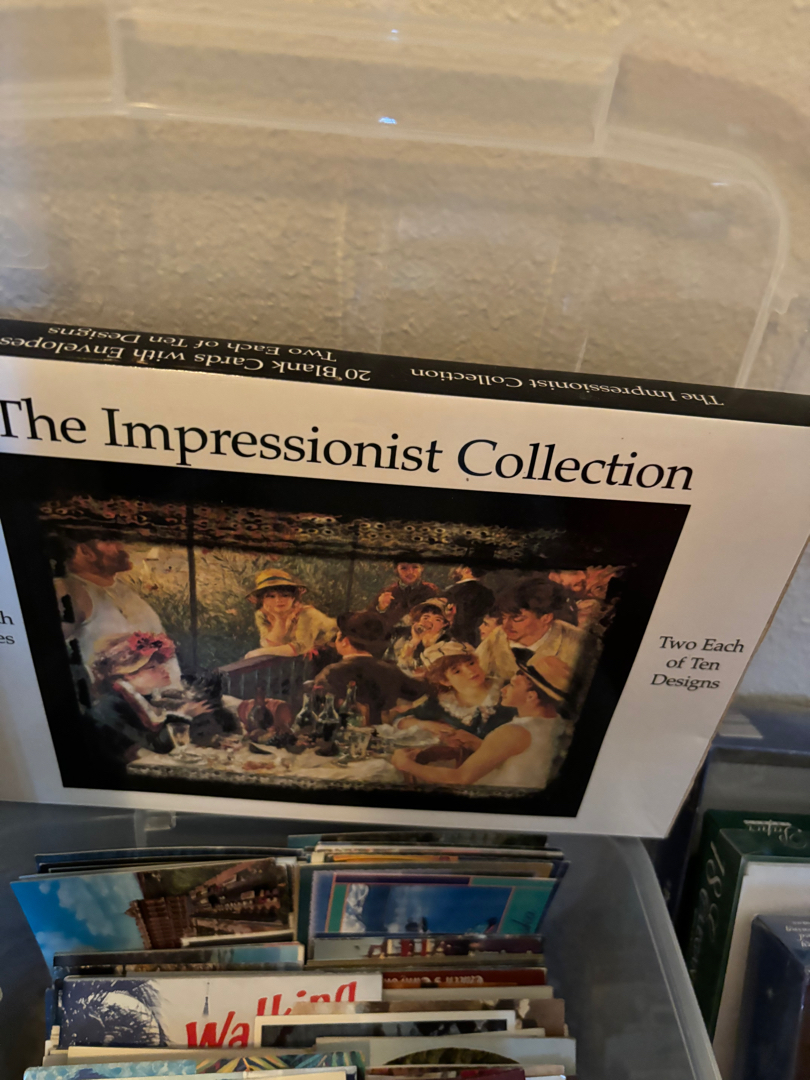 The Impressionist Collection
20 Blank Cards with Envelopes
Two Each of Ten Designs
The Impressionist Collection
Two Each
of Ten
Designs
Walking